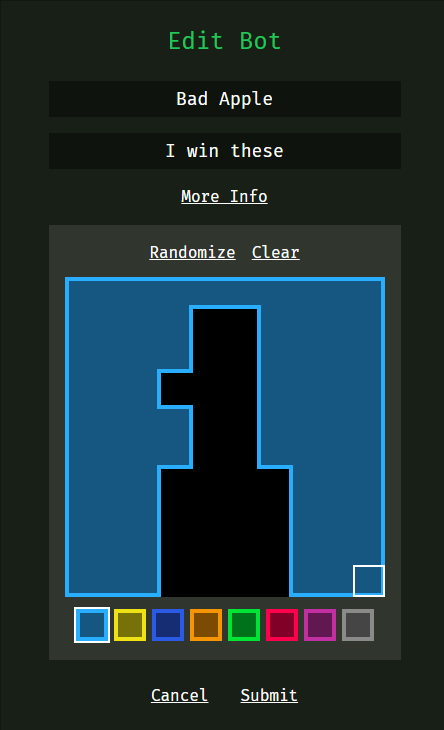 Edit Bot
Bad Apple
I win these
More Info
Randomize Clear
Cancel Submit